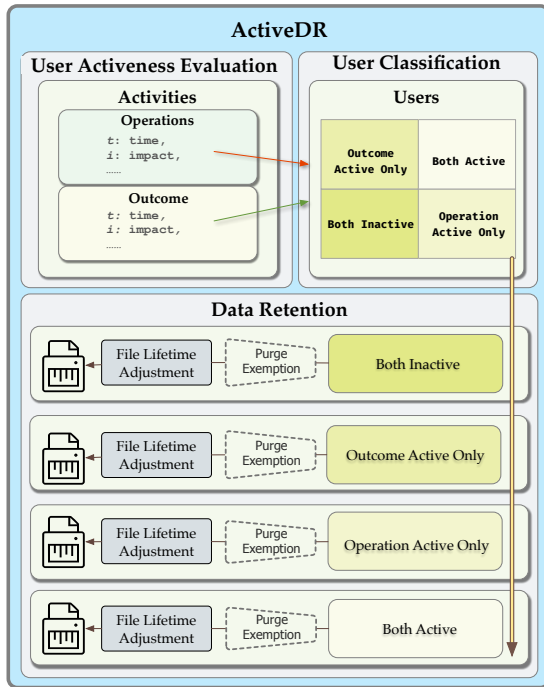 ActiveDR
User Activeness Evaluation
Activities
Operations
t: time,
i: impact,
……
Outcome
t: time,
i: impact,
……
User Classification
Users
Outcome
Active Only
Both Active
Both Inactive
Operation
Active Only
Data Retention
File Lifetime
Adjustment
Purge
Exemption
Both Inactive
File Lifetime
Adjustment
Purge
Exemption
Outcome Active Only
File Lifetime
Adjustment
Purge
Exemption
Operation Active Only
File Lifetime
Adjustment
Purge
Exemption
Both Active